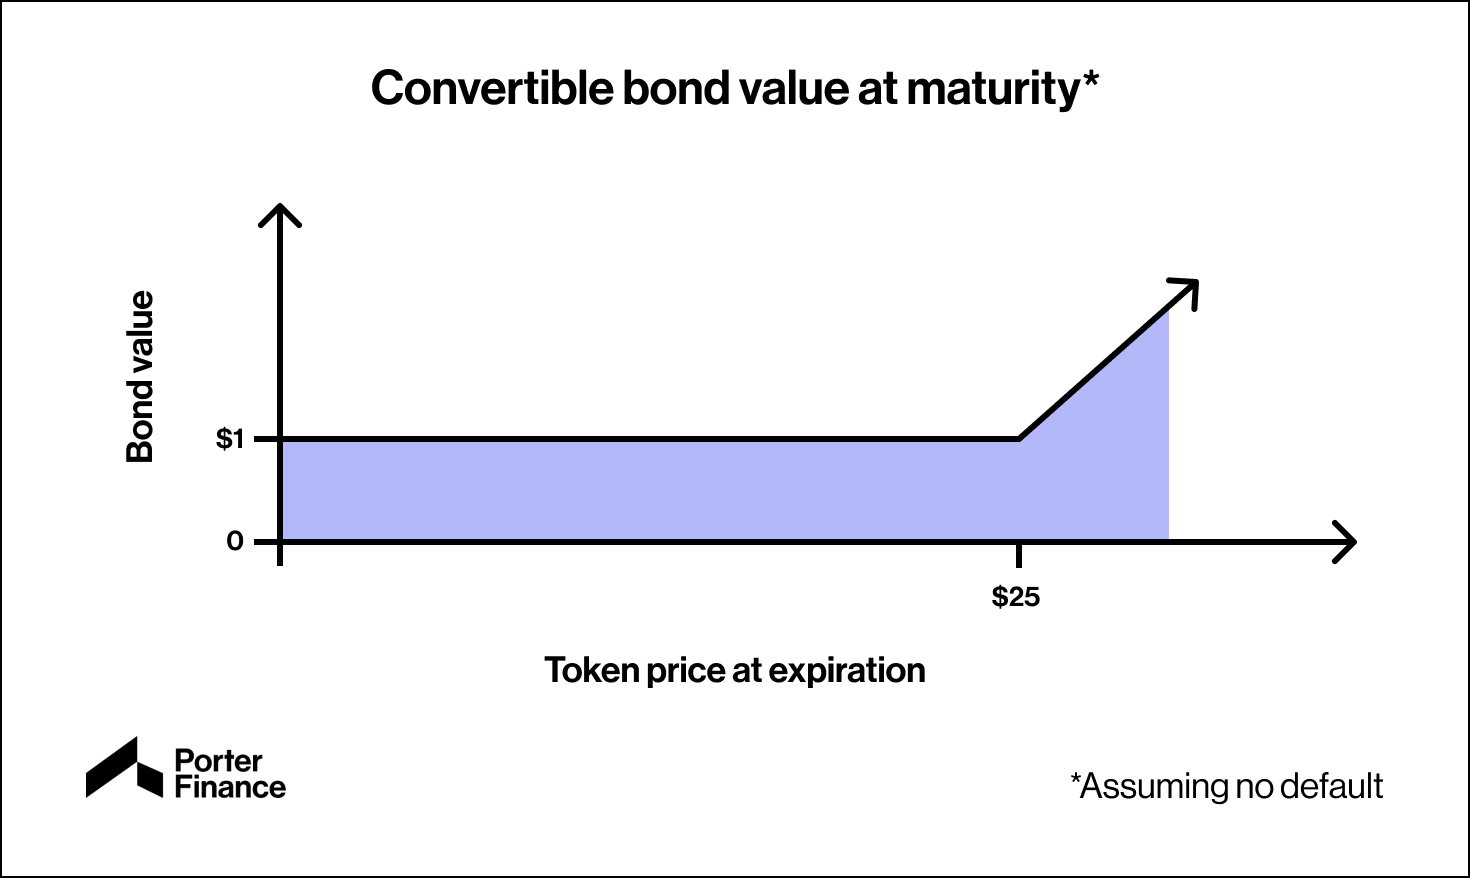 Convertible bond value at maturity*
Bond value
$1
0
$25
Token price at expiration
Porter
Finance
*Assuming no default